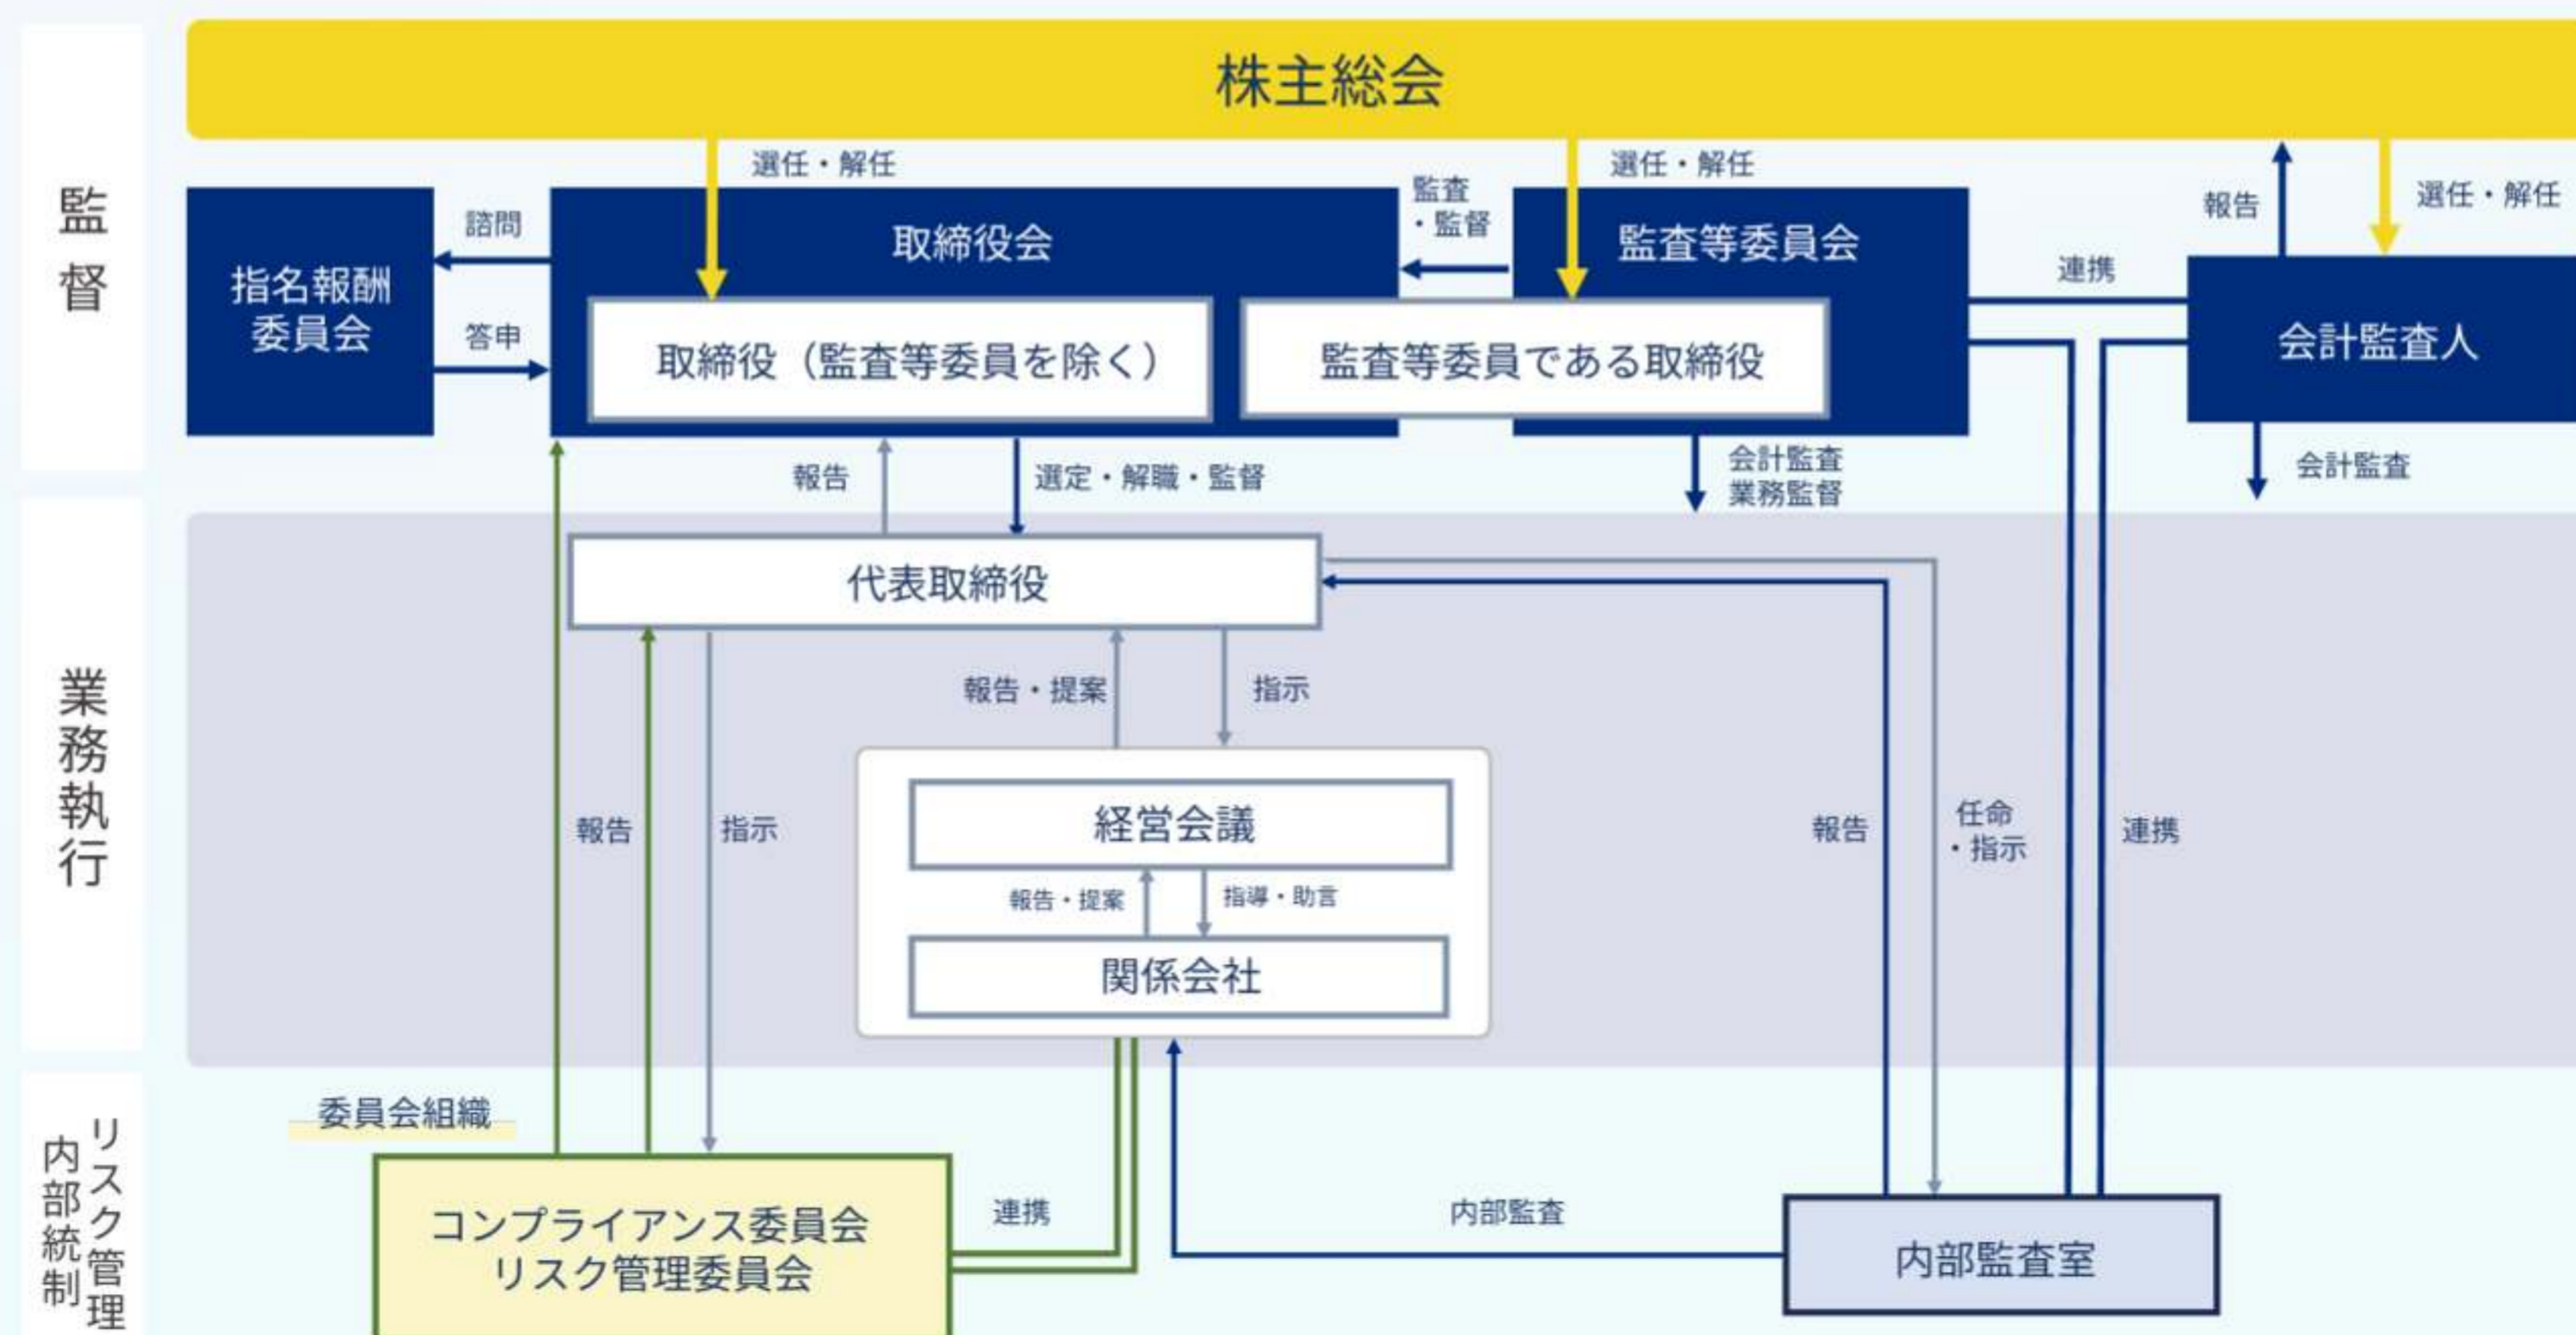 株主総会
監督
選任・解任
選任・解任
報告
選任・解任
指名報酬
委員会
諮問
答申
取締役会
取締役（監査等委員を除く）
監査
・監督
監査等委員会
監査等委員である取締役
連携
会計監査人
報告
選定・解職・監督
会計監査
業務監督
会計監査
業務執行
代表取締役
報告・提案
指示
報告
指示
経営会議
報告・提案
指導・助言
関係会社
報告
任命
・指示
連携
リスク管理
内部統制
委員会組織
コンプライアンス委員会
リスク管理委員会
連携
内部監査
内部監査室